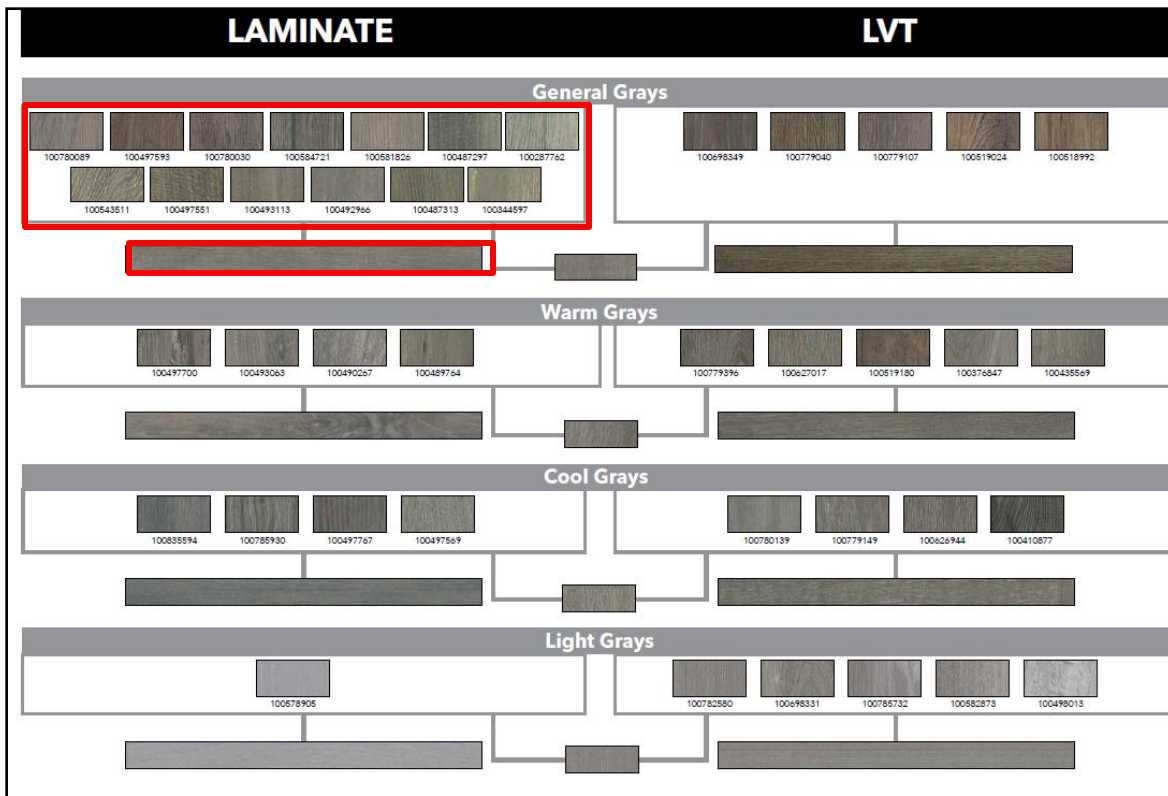 LAMINATE LVT
General Grays
100780089 100497593 100780030 100584721 100581826 100487297 100287762 100698349 100779040 100779107 100519024 100518992
100543511 100497551 100493113 100492966 100487313 100344597
Warm Grays
100497700 100493063 100490267 100489764 100779396 100627017 100519180 100376847 100435569
Cool Grays
100835594 100785930 100497767 100497569 100780139 100779149 100626944 100410877
Light Grays
100578905 100782580 100698331 100785732 100582873 100498013